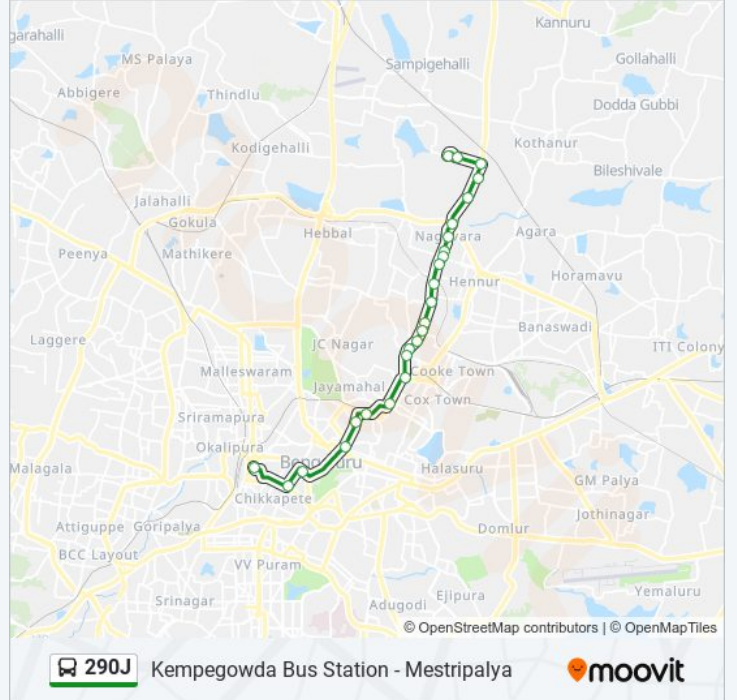 Kannuru
garahalli
MS Palaya
Sampigehalli
Gollahalli
Abbigere
Thindlu
Dodda Gubbi
Kodigehalli
Kothanur
Bileshivale
Jalahalli
Gokula
Hebbal
Nagavara
Agara
Peenya
Mathikere
Hennur
Horamavu
Banaswadi
Laggere
JC Nagar
ITI Colony
Malleswaram
Jayamahal
Cooke Town
Cox Town
Sriramapura
Okalipura
Bengaluru
Malagala
Halasuru
GM Palya
Chikkapete
Jothinagar
Attiguppe
Goripalya
Domlur
BCC Layout
VV Puram
Ejipura
Yemaluru
Srinagar
Adugodi
© OpenStreetMap contributors | © OpenMapTiles
290J Kempegowda Bus Station - Mestripalya
moovit